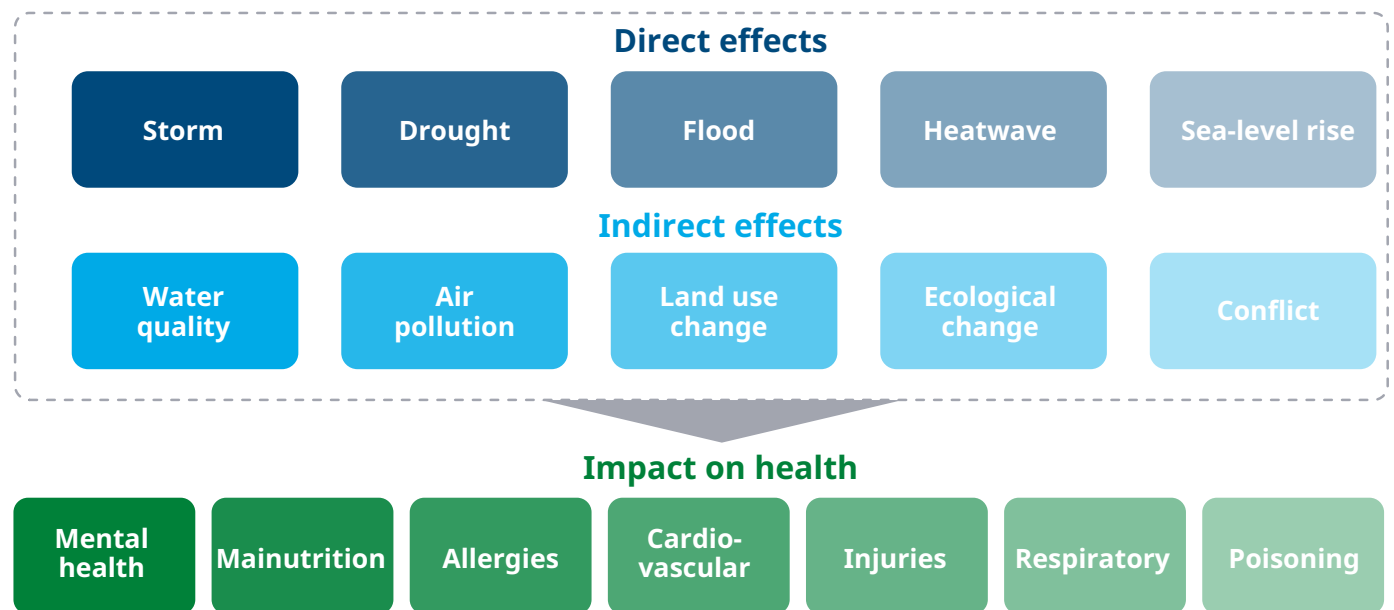 Direct effects
Storm
Drought
Flood
Heatwave
Sea-level rise
Indirect effects
Water
quality
Air
pollution
Land use
change
Ecological
change
Conflict
Impact on health
Mental
health
Mainutrition
Allergies
Cardio-
vascular
Injuries
Respiratory
Poisoning